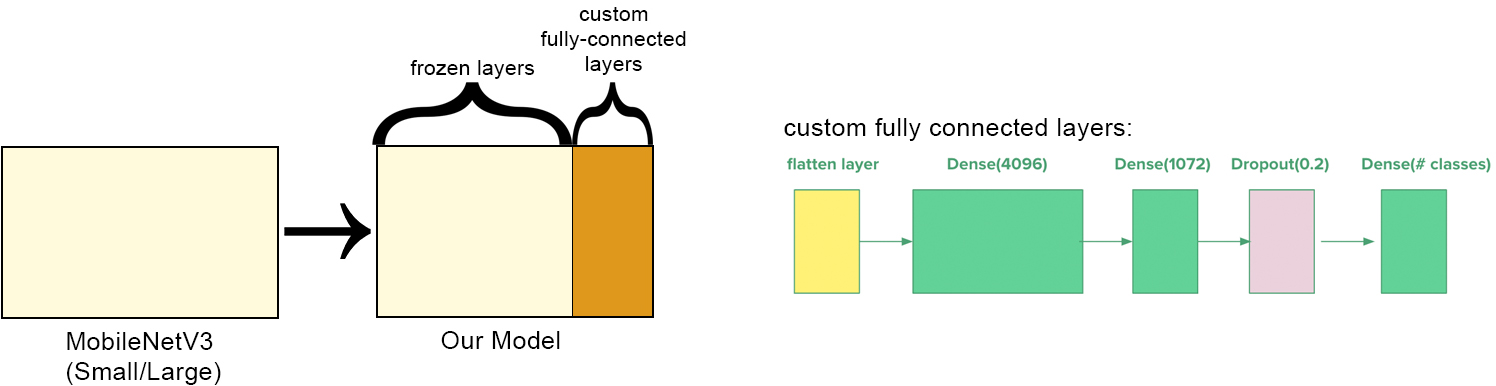 custom
fully-connected
layers
frozen layers
MobileNetV3
(Small/Large)
Our Model
custom fully connected layers:
flatten layer
Dense(4096)
Dense(1072)
Dropout(0.2)
Dense(# classes)